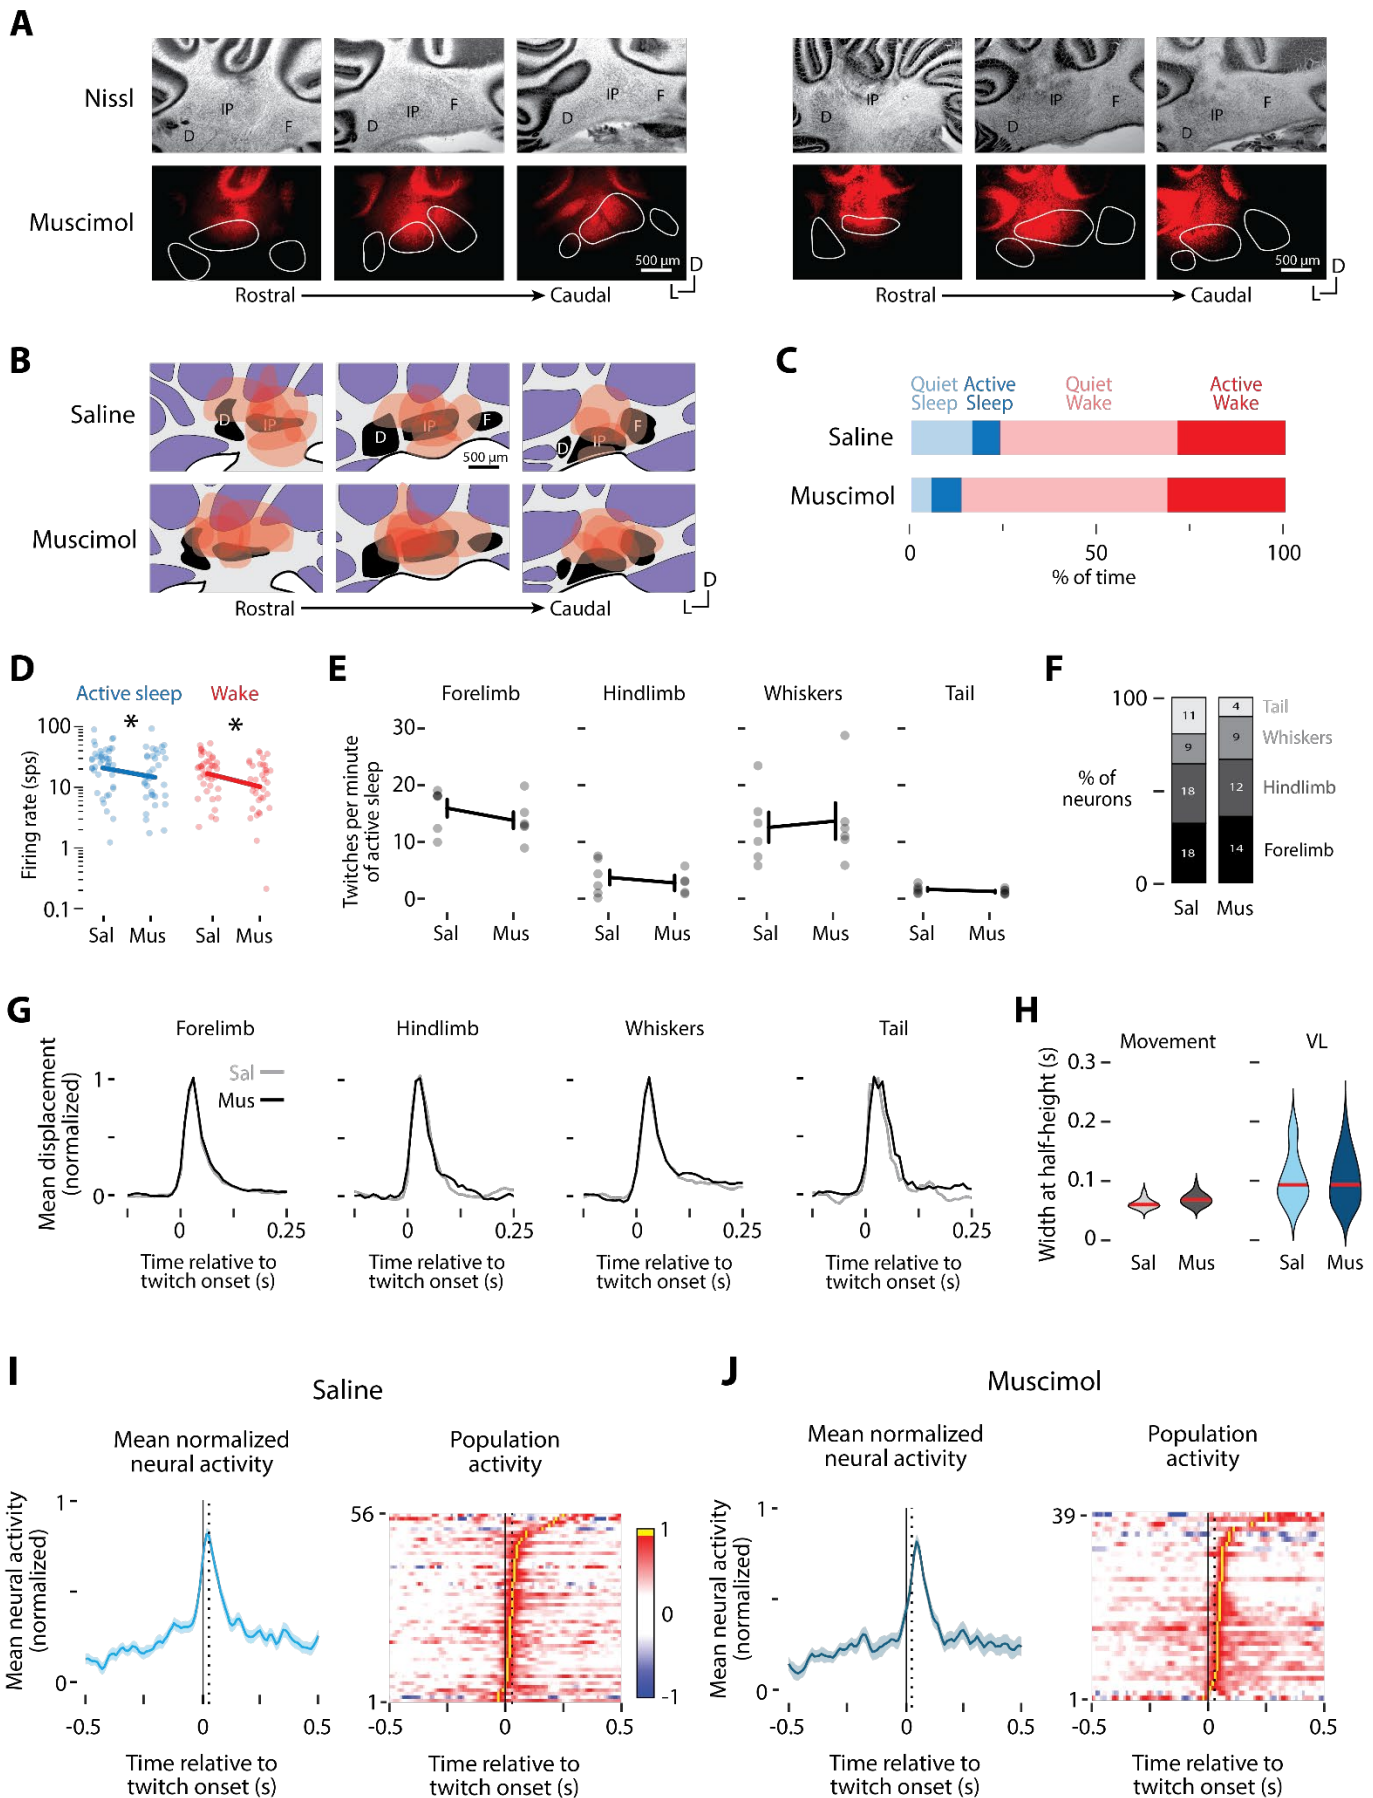 A
Nissl
IP
D
F
IP
D
F
IP
D
F
IP
D
IP
D
F
IP
D
F
Muscimol
500 µm
D
L
500 µm
D
L
Rostral
Caudal
Rostral
Caudal
B
Saline
D
IP
D
F
500 µm
D
IP
F
Muscimol
D
L
Rostral
Caudal
C
Quiet Sleep
Active Sleep
Quiet Wake
Active Wake
Saline
Muscimol
0
50
100
% of time
D
Active sleep
Wake
*
*
Firing rate (sps)
100
10
1
0.1
Sal
Mus
Sal
Mus
E
Forelimb
Hindlimb
Whiskers
Tail
Twitches per minute
of active sleep
30
20
10
0
Sal
Mus
Sal
Mus
Sal
Mus
Sal
Mus
F
100
% of
neurons
0
11
9
18
18
4
9
12
14
Tail
Whiskers
Hindlimb
Forelimb
Sal
Mus
G
Forelimb
Hindlimb
Whiskers
Tail
Mean displacement
(normalized)
1
0
Sal
Mus
0
0.25
0
0.25
0
0.25
0
0.25
Time relative to
twitch onset (s)
Time relative to
twitch onset (s)
Time relative to
twitch onset (s)
Time relative to
twitch onset (s)
H
Movement
VL
Width at half-height (s)
0.3
0.2
0.1
0
Sal
Mus
Sal
Mus
I
Saline
Mean normalized
neural activity
Population
activity
Mean neural activity
(normalized)
1
0
-0.5
0
0.5
56
1
-0.5
0
0.5
1
0
-1
Time relative to
twitch onset (s)
Time relative to
twitch onset (s)
J
Muscimol
Mean normalized
neural activity
Population
activity
Mean neural activity
(normalized)
1
0
-0.5
0
0.5
39
1
-0.5
0
0.5
Time relative to
twitch onset (s)
Time relative to
twitch onset (s)